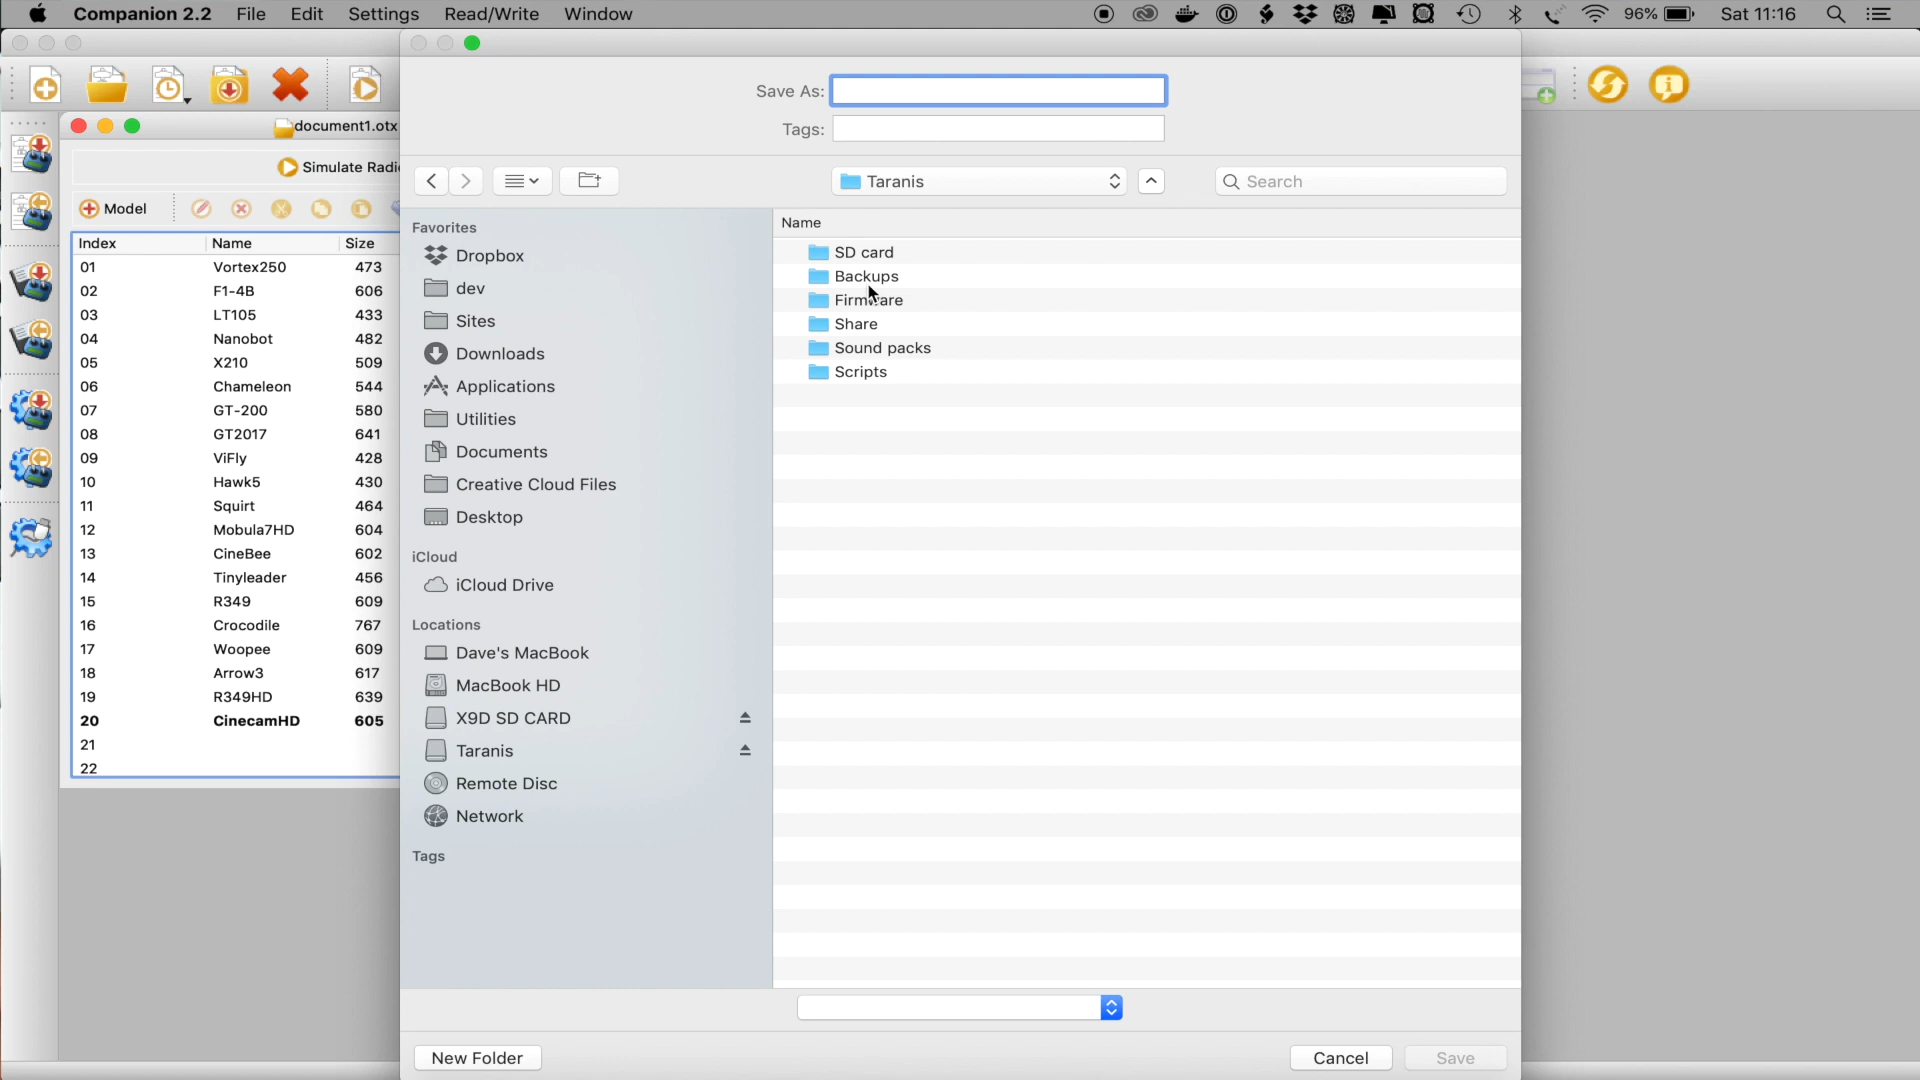 Companion 2.2 File Edit Settings Read/Write Window 96% Sat 11:16
Save As:
Tags:
document1.otx
Simulate Radi
Taranis
Search
Model
Index Name Size
01 Vortex250 473
02 F1-4B 606
03 LT105 433
04 Nanobot 482
05 X210 509
06 Chameleon 544
07 GT-200 580
08 GT2017 641
09 ViFly 428
10 Hawk5 430
11 Squirt 464
12 Mobula7HD 604
13 CineBee 602
14 Tinyleader 456
15 R349 609
16 Crocodile 767
17 Woopee 609
18 Arrow3 617
19 R349HD 639
20 CinecamHD 605
21
22
Favorites
Dropbox
dev
Sites
Downloads
Applications
Utilities
Documents
Creative Cloud Files
Desktop
iCloud
iCloud Drive
Locations
Dave's MacBook
MacBook HD
X9D SD CARD
Taranis
Remote Disc
Network
Tags
Name
SD card
Backups
Firmware
Share
Sound packs
Scripts
New Folder
Cancel
Save